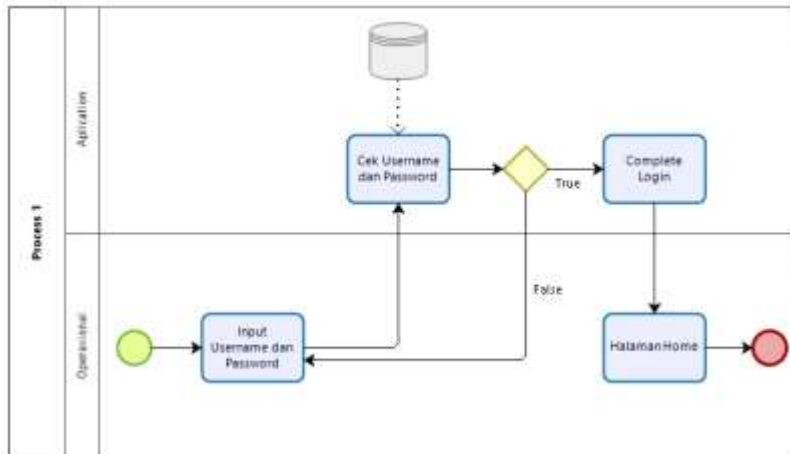 Process 1
Aplication
Cek Username
dan Password
True
Complete
Login
Operasional
Input
Username dan
Password
False
Halaman Home